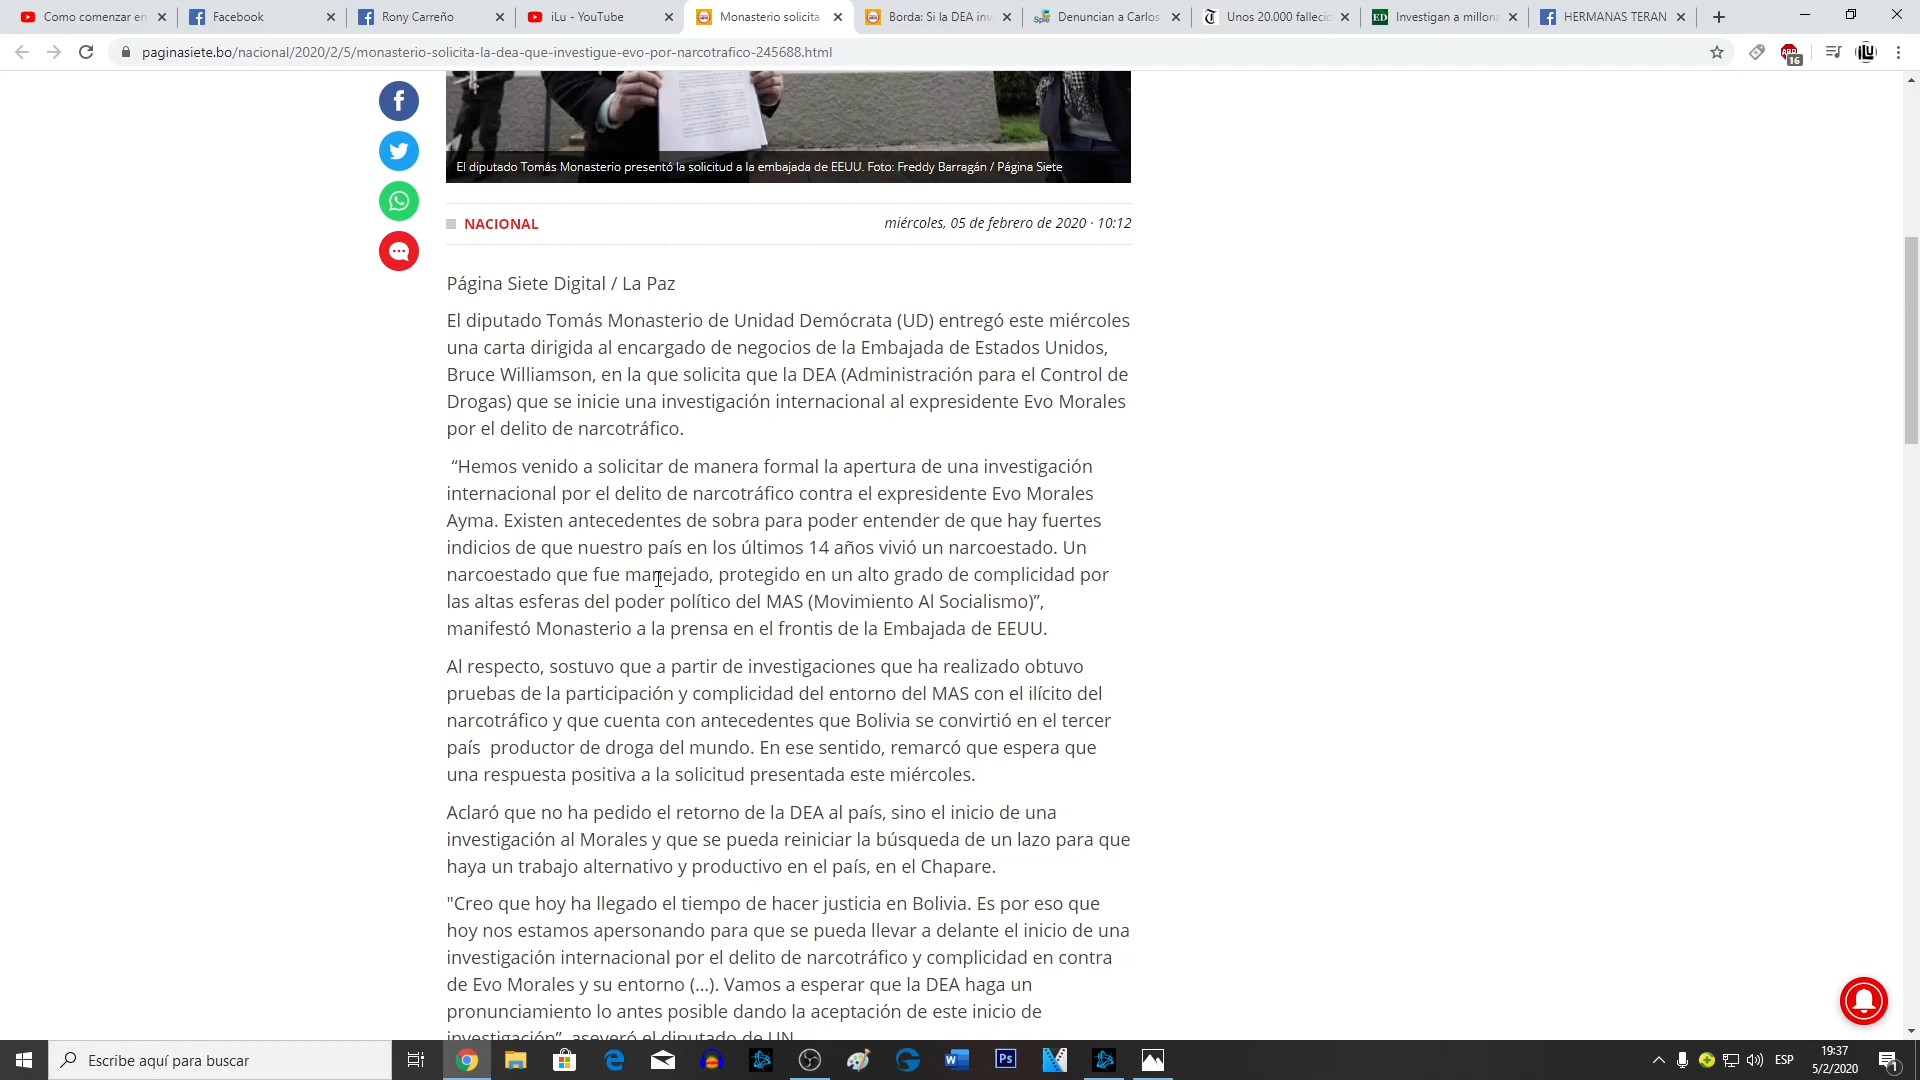 Como comenzar en
Facebook
Rony Carreño
iLu - YouTube
Monasterio solicita
Borda: Si la DEA inv
Denuncian a Carlos
Unos 20.000 fallecid
Investigan a millona
HERMANAS TERAN
paginasiete.bo/nacional/2020/2/5/monasterio-solicita-la-dea-que-investigue-evo-por-narcotrafico-245688.html
El diputado Tomás Monasterio presentó la solicitud a la embajada de EEUU. Foto: Freddy Barragán / Página Siete
NACIONAL
miércoles, 05 de febrero de 2020 · 10:12
Página Siete Digital / La Paz
El diputado Tomás Monasterio de Unidad Demócrata (UD) entregó este miércoles
una carta dirigida al encargado de negocios de la Embajada de Estados Unidos,
Bruce Williamson, en la que solicita que la DEA (Administración para el Control de
Drogas) que se inicie una investigación internacional al expresidente Evo Morales
por el delito de narcotráfico.
“Hemos venido a solicitar de manera formal la apertura de una investigación
internacional por el delito de narcotráfico contra el expresidente Evo Morales
Ayma. Existen antecedentes de sobra para poder entender de que hay fuertes
indicios de que nuestro país en los últimos 14 años vivió un narcoestado. Un
narcoestado que fue manejado, protegido en un alto grado de complicidad por
las altas esferas del poder político del MAS (Movimiento Al Socialismo)”,
manifestó Monasterio a la prensa en el frontis de la Embajada de EEUU.
Al respecto, sostuvo que a partir de investigaciones que ha realizado obtuvo
pruebas de la participación y complicidad del entorno del MAS con el ilícito del
narcotráfico y que cuenta con antecedentes que Bolivia se convirtió en el tercer
país productor de droga del mundo. En ese sentido, remarcó que espera que
una respuesta positiva a la solicitud presentada este miércoles.
Aclaró que no ha pedido el retorno de la DEA al país, sino el inicio de una
investigación al Morales y que se pueda reiniciar la búsqueda de un lazo para que
haya un trabajo alternativo y productivo en el país, en el Chapare.
"Creo que hoy ha llegado el tiempo de hacer justicia en Bolivia. Es por eso que
hoy nos estamos apersonando para que se pueda llevar a delante el inicio de una
investigación internacional por el delito de narcotráfico y complicidad en contra
de Evo Morales y su entorno (...). Vamos a esperar que la DEA haga un
pronunciamiento lo antes posible dando la aceptación de este inicio de
investigación”, aseveró el diputado de UN.
Escribe aquí para buscar
ESP
19:37
5/2/2020